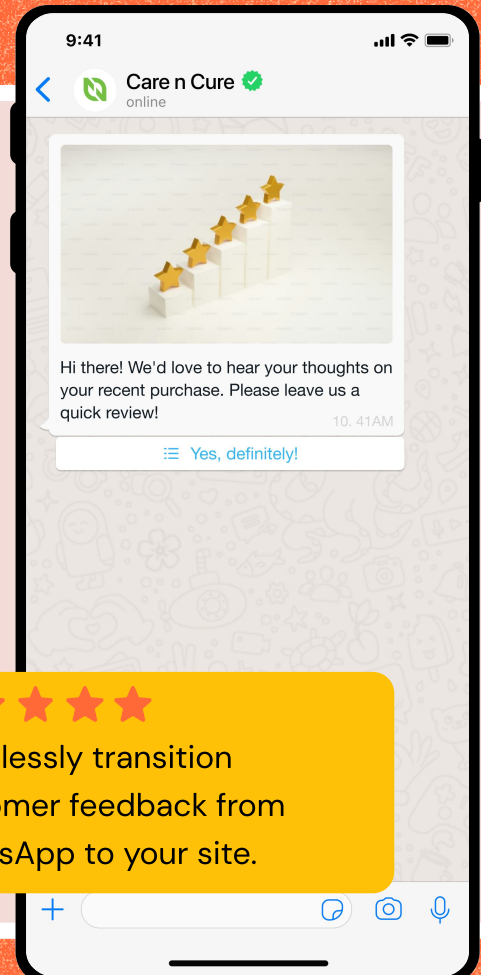 9:41
Care n Cure
online
Hi there! We'd love to hear your thoughts on
your recent purchase. Please leave us a
quick review!
10. 41AM
Yes, definitely!
lessly transition
omer feedback from
sApp to your site.